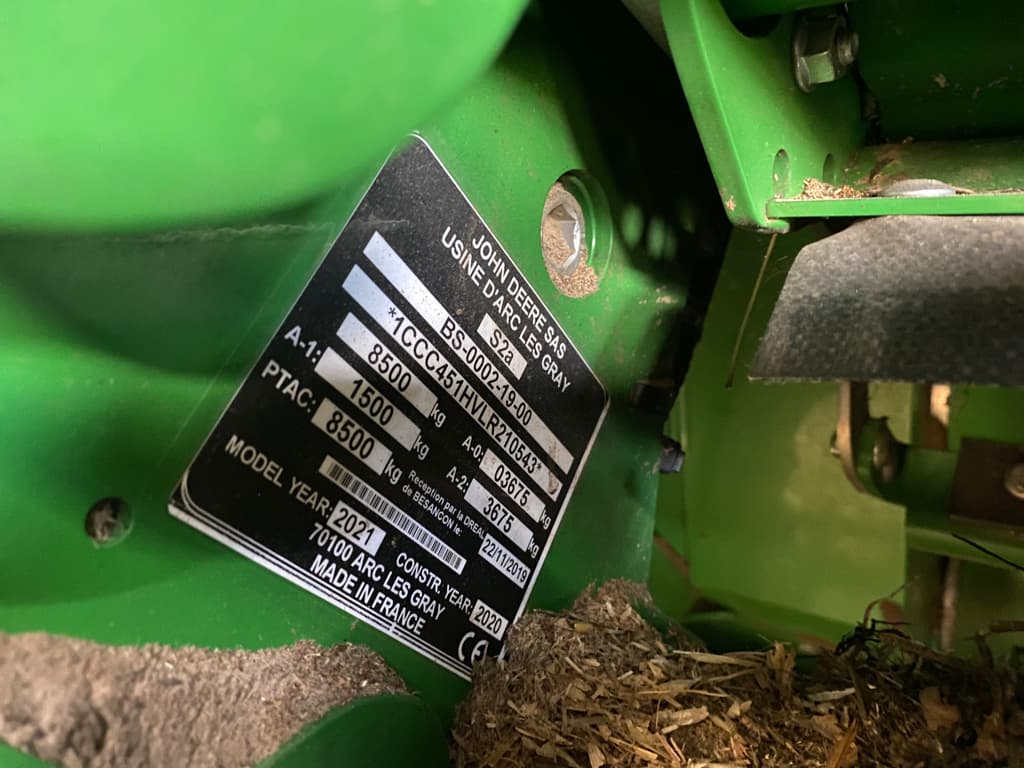 JOHN DEERE SAS
USINE D'ARC LES GRAY
S2a
BS-0002-19-00
*1CCC451HVLR210543*
8500 kg A-0: 03675 kg
A-1: 1500 kg A-2: 3675 kg
PTAC: 8500 kg Reception par la DREAL
de BESANCON le: 22/11/2019
MODEL YEAR: 2021 CONSTR. YEAR: 2020
70100 ARC LES GRAY
MADE IN FRANCE
CE